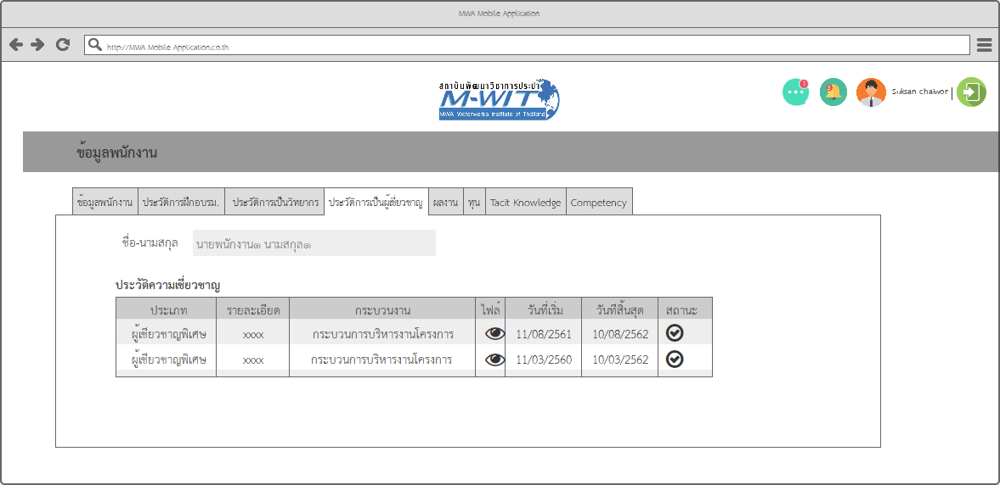 MWA Mobile Application
http://MWA Mobile Application.co.th
สถาบันพัฒนาวิชาการประปา
M-WIT
MWA Waterworks Institute of Thailand
1
3
Suksan chaiwon
ข้อมูลพนักงาน
ข้อมูลพนักงาน ประวัติการฝึกอบรม. ประวัติการเป็นวิทยากร ประวัติการเป็นผู้เชี่ยวชาญ ผลงาน ทุน Tacit Knowledge Competency
ชื่อ-นามสกุล นายพนักงาน๑ นามสกุล๑
ประวัติความเชี่ยวชาญ
ประเภท รายละเอียด กระบวนงาน ไฟล์ วันที่เริ่ม วันที่สิ้นสุด สถานะ
ผู้เชี่ยวชาญพิเศษ xxxx กระบวนการบริหารงานโครงการ 11/08/2561 10/08/2562
ผู้เชี่ยวชาญพิเศษ xxxx กระบวนการบริหารงานโครงการ 11/03/2560 10/03/2562